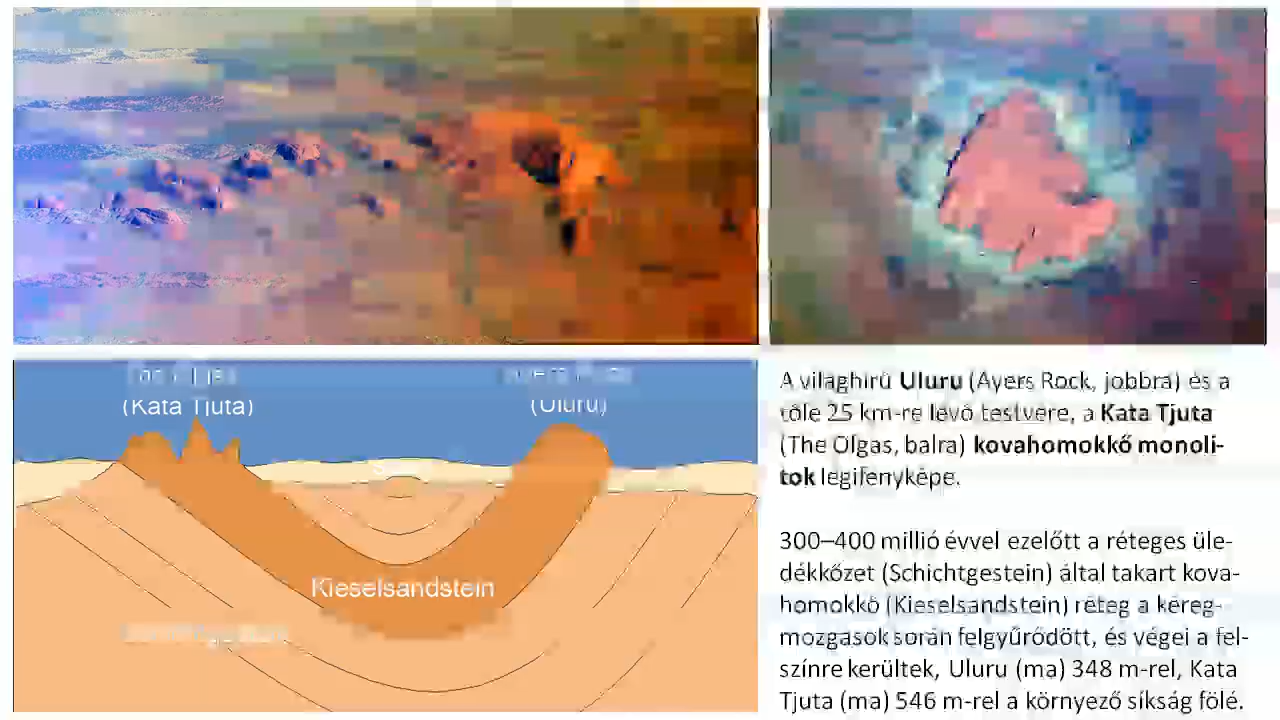 (Kata Tjuta)
(Uluru)
Kieselsandstein
A világhírű Uluru (Ayers Rock, jobbra) és a
tőle 25 km-re lévő testvére, a Kata Tjuta
(The Olgas, balra) kovahomokkő monoli-
tok légifényképe.
300–400 millió évvel ezelőtt a réteges üle-
dékkőzet (Schichtgestein) által takart kova-
homokkő (Kieselsandstein) réteg a kéreg-
mozgások során felgyűrődött, és végei a fel-
színre kerültek, Uluru (ma) 348 m-rel, Kata
Tjuta (ma) 546 m-rel a környező síkság fölé.